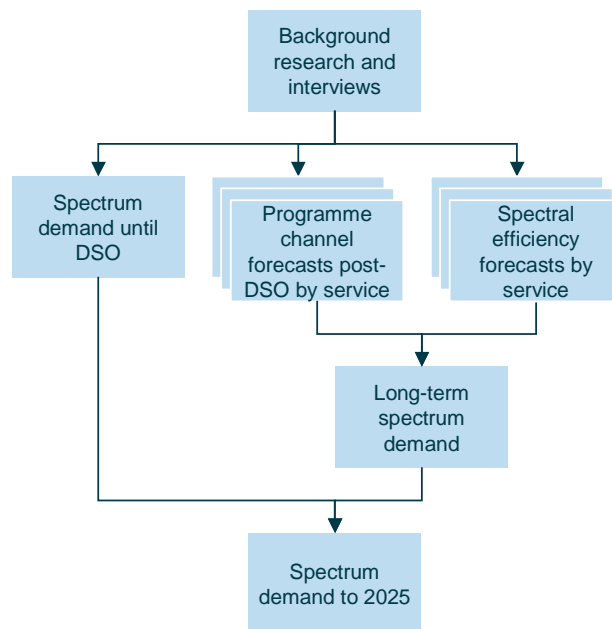 Background
research and
interviews
Spectrum
demand until
DSO
Programme
channel
forecasts post-
DSO by service
Spectral
efficiency
forecasts by
service
Long-term
spectrum
demand
Spectrum
demand to 2025